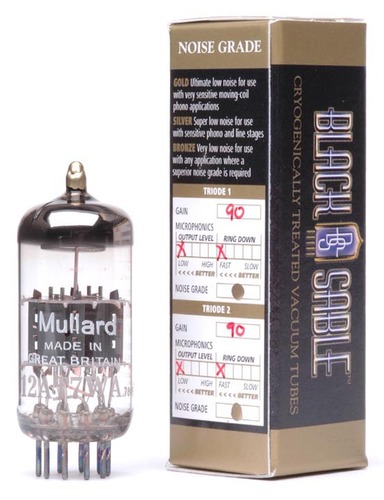 Mullard
MADE IN
GREAT BRITAIN
NOISE GRADE
GOLD Ultimate low noise for use
with very sensitive moving-coil
phono applications
SILVER Super low noise for use
with sensitive phono and line stages
BRONZE Very low noise for use
with any application where a
superior noise grade is required
TRIODE 1
GAIN 90
MICROPHONICS
OUTPUT LEVEL RING DOWN
X X
LOW HIGH FAST SLOW
<<<< BETTER <<<< BETTER
NOISE GRADE
TRIODE 2
GAIN 90
MICROPHONICS
OUTPUT LEVEL RING DOWN
X X
LOW HIGH FAST SLOW
<<<< BETTER <<<< BETTER
NOISE GRADE
BLACK SABLE
CRYOGENICALLY TREATED VACUUM TUBES